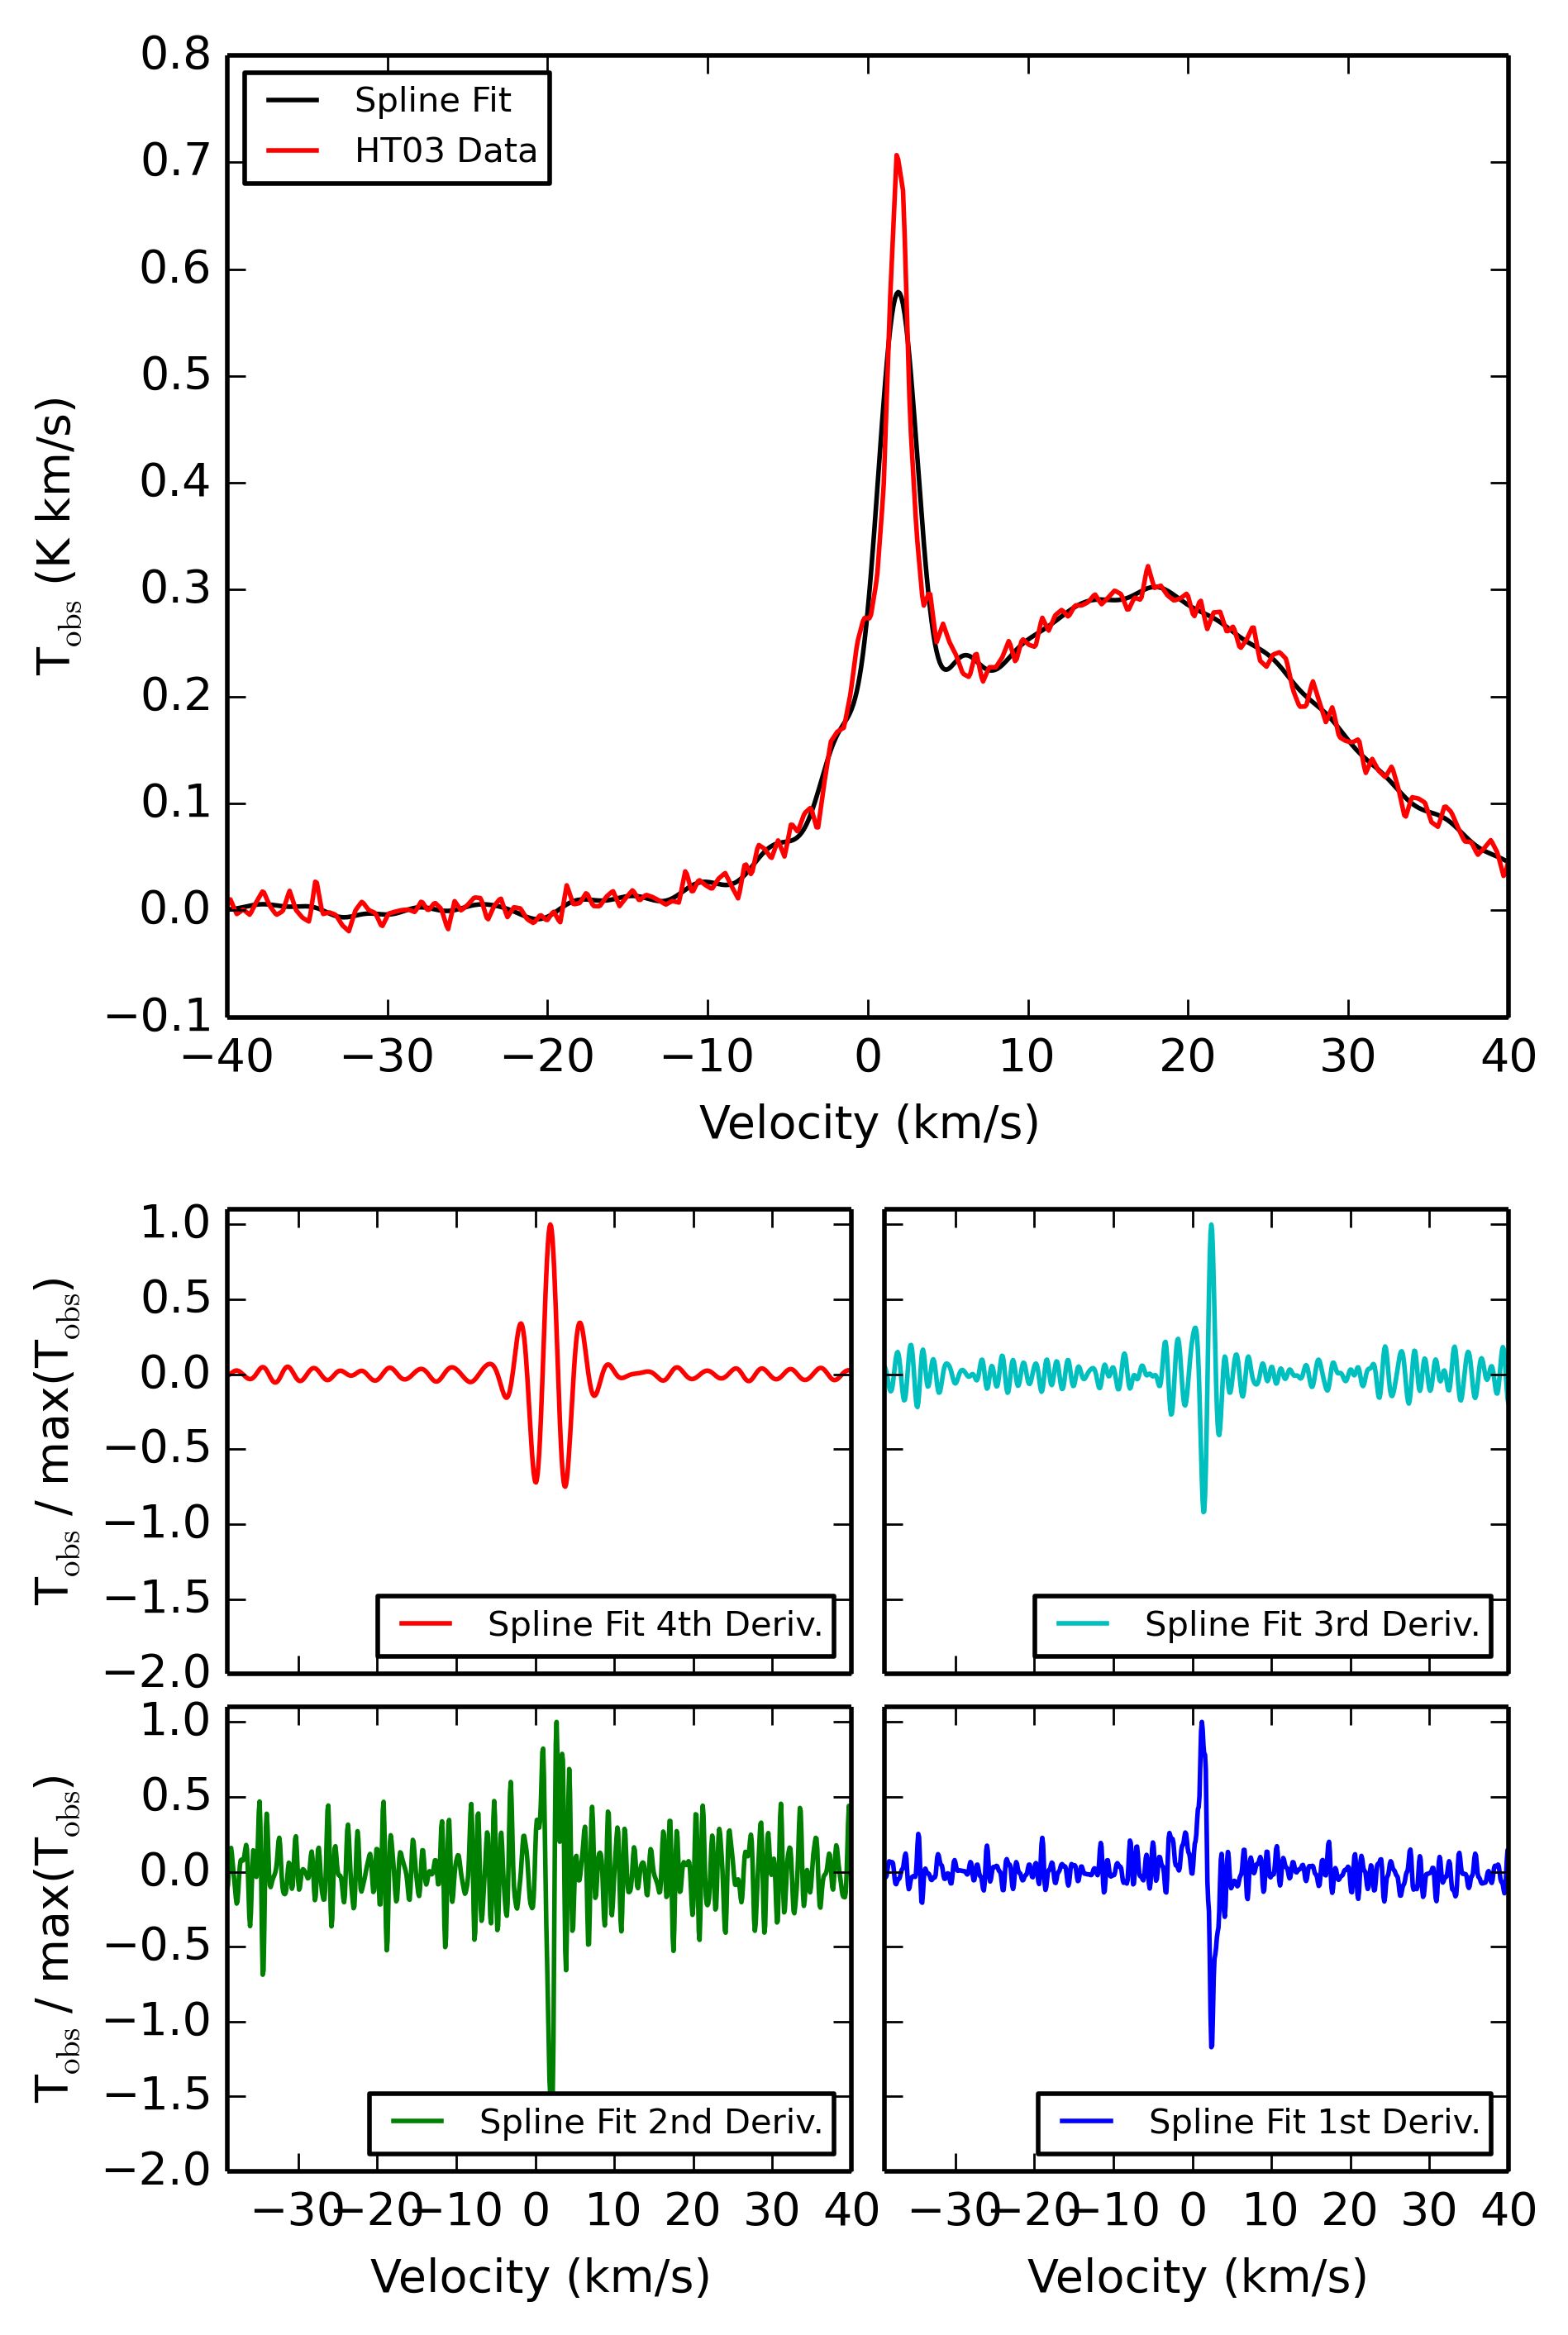 0.8
0.7
0.6
0.5
0.4
0.3
0.2
0.1
0.0
−0.1
T_obs (K km/s)
Spline Fit
HT03 Data
−40 −30 −20 −10 0 10 20 30 40
Velocity (km/s)
1.0
0.5
0.0
−0.5
−1.0
−1.5
−2.0
T_obs / max(T_obs)
Spline Fit 4th Deriv.
Spline Fit 3rd Deriv.
1.0
0.5
0.0
−0.5
−1.0
−1.5
−2.0
T_obs / max(T_obs)
Spline Fit 2nd Deriv.
Spline Fit 1st Deriv.
−30 −20 −10 0 10 20 30 40
−30 −20 −10 0 10 20 30 40
Velocity (km/s)
Velocity (km/s)